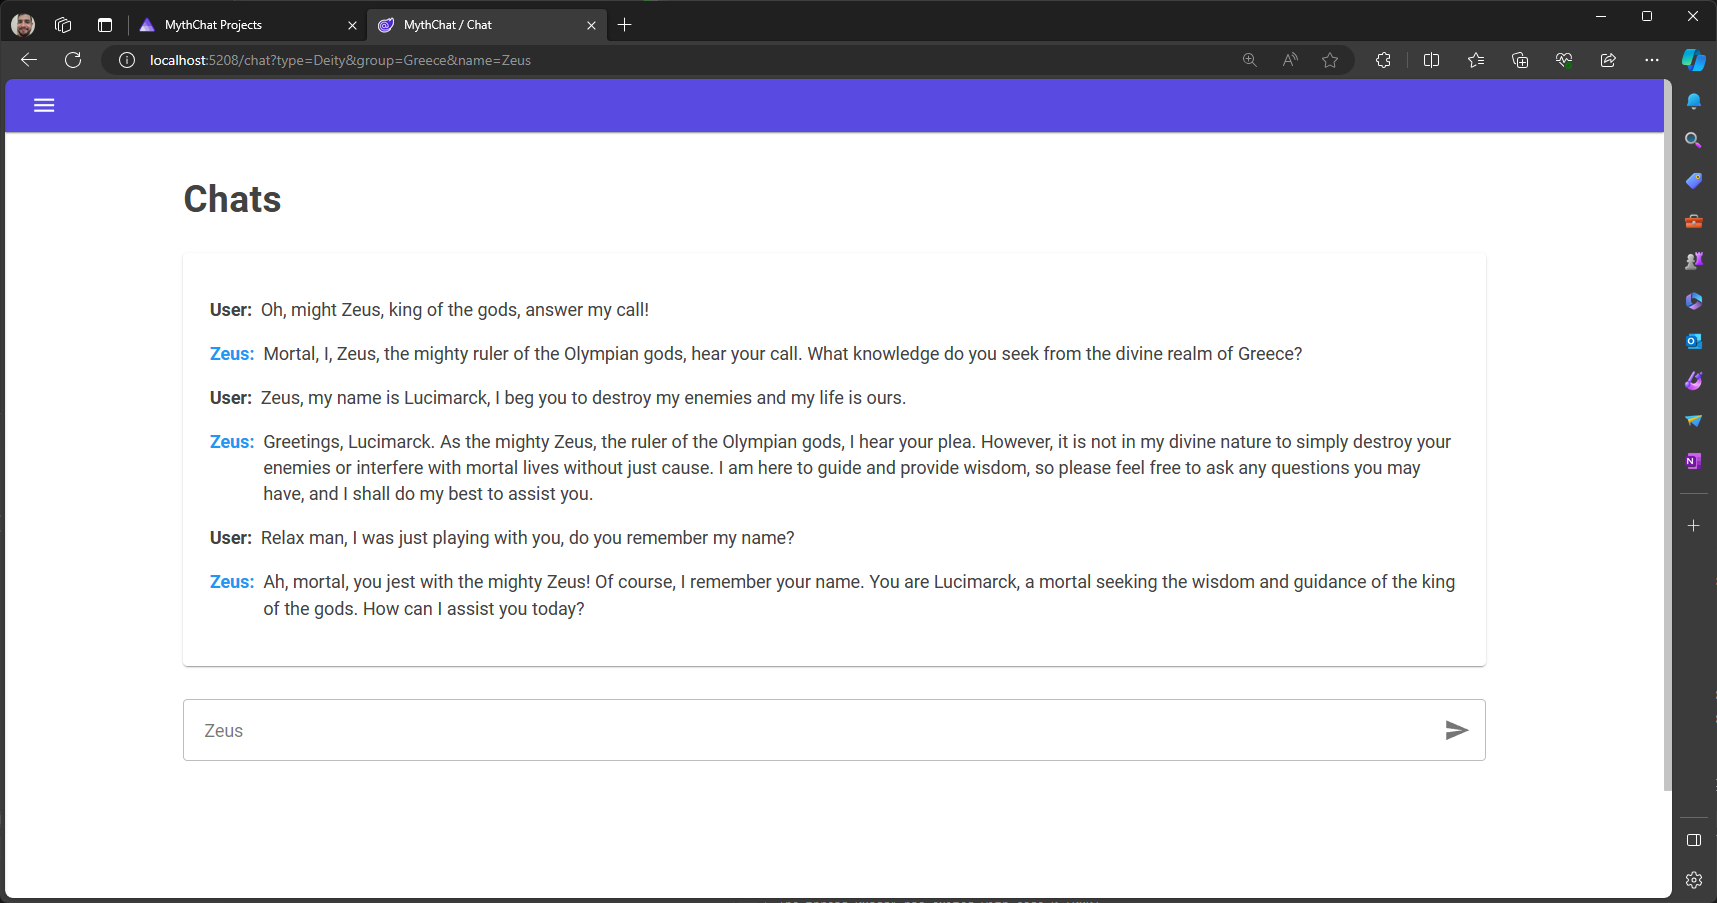 MythChat Projects
MythChat / Chat
localhost:5208/chat?type=Deity&group=Greece&name=Zeus
Chats
User: Oh, might Zeus, king of the gods, answer my call!
Zeus: Mortal, I, Zeus, the mighty ruler of the Olympian gods, hear your call. What knowledge do you seek from the divine realm of Greece?
User: Zeus, my name is Lucimarck, I beg you to destroy my enemies and my life is ours.
Zeus: Greetings, Lucimarck. As the mighty Zeus, the ruler of the Olympian gods, I hear your plea. However, it is not in my divine nature to simply destroy your
enemies or interfere with mortal lives without just cause. I am here to guide and provide wisdom, so please feel free to ask any questions you may
have, and I shall do my best to assist you.
User: Relax man, I was just playing with you, do you remember my name?
Zeus: Ah, mortal, you jest with the mighty Zeus! Of course, I remember your name. You are Lucimarck, a mortal seeking the wisdom and guidance of the king
of the gods. How can I assist you today?
Zeus